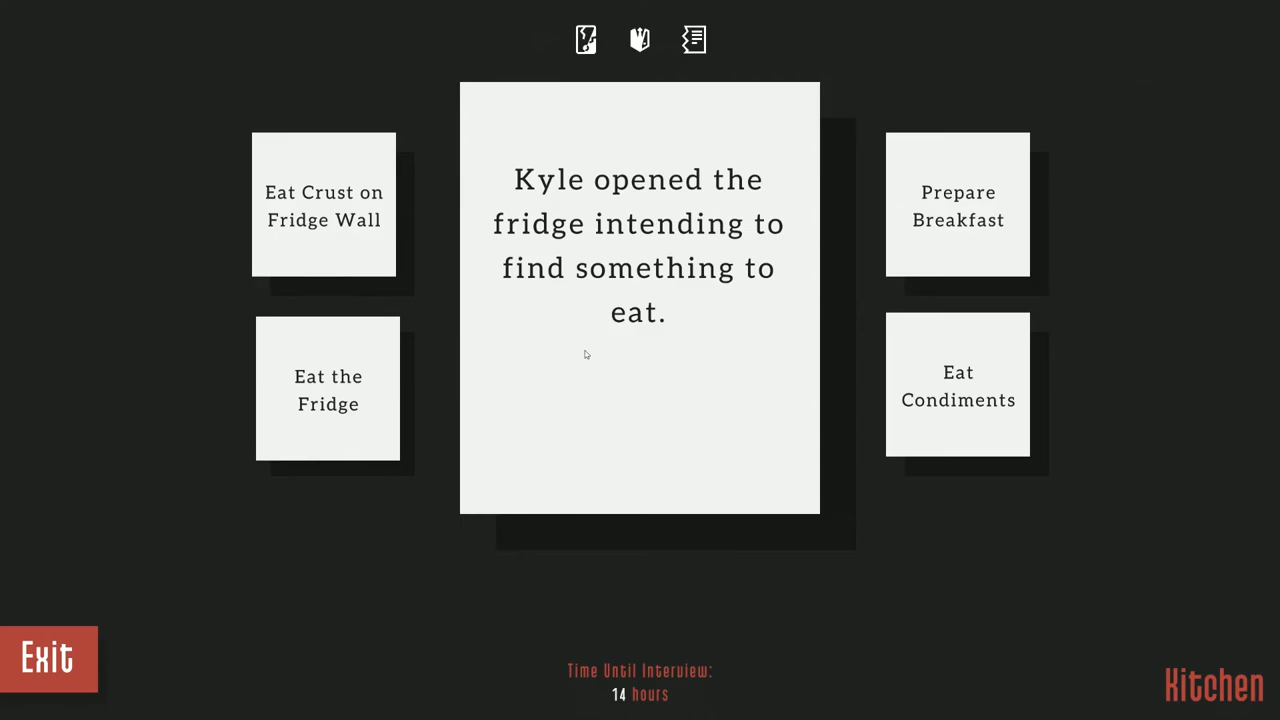 Kyle opened the
fridge intending to
find something to
eat.
Eat Crust on
Fridge Wall
Eat the
Fridge
Prepare
Breakfast
Eat
Condiments
Exit
Time Until Interview:
14 hours
Kitchen